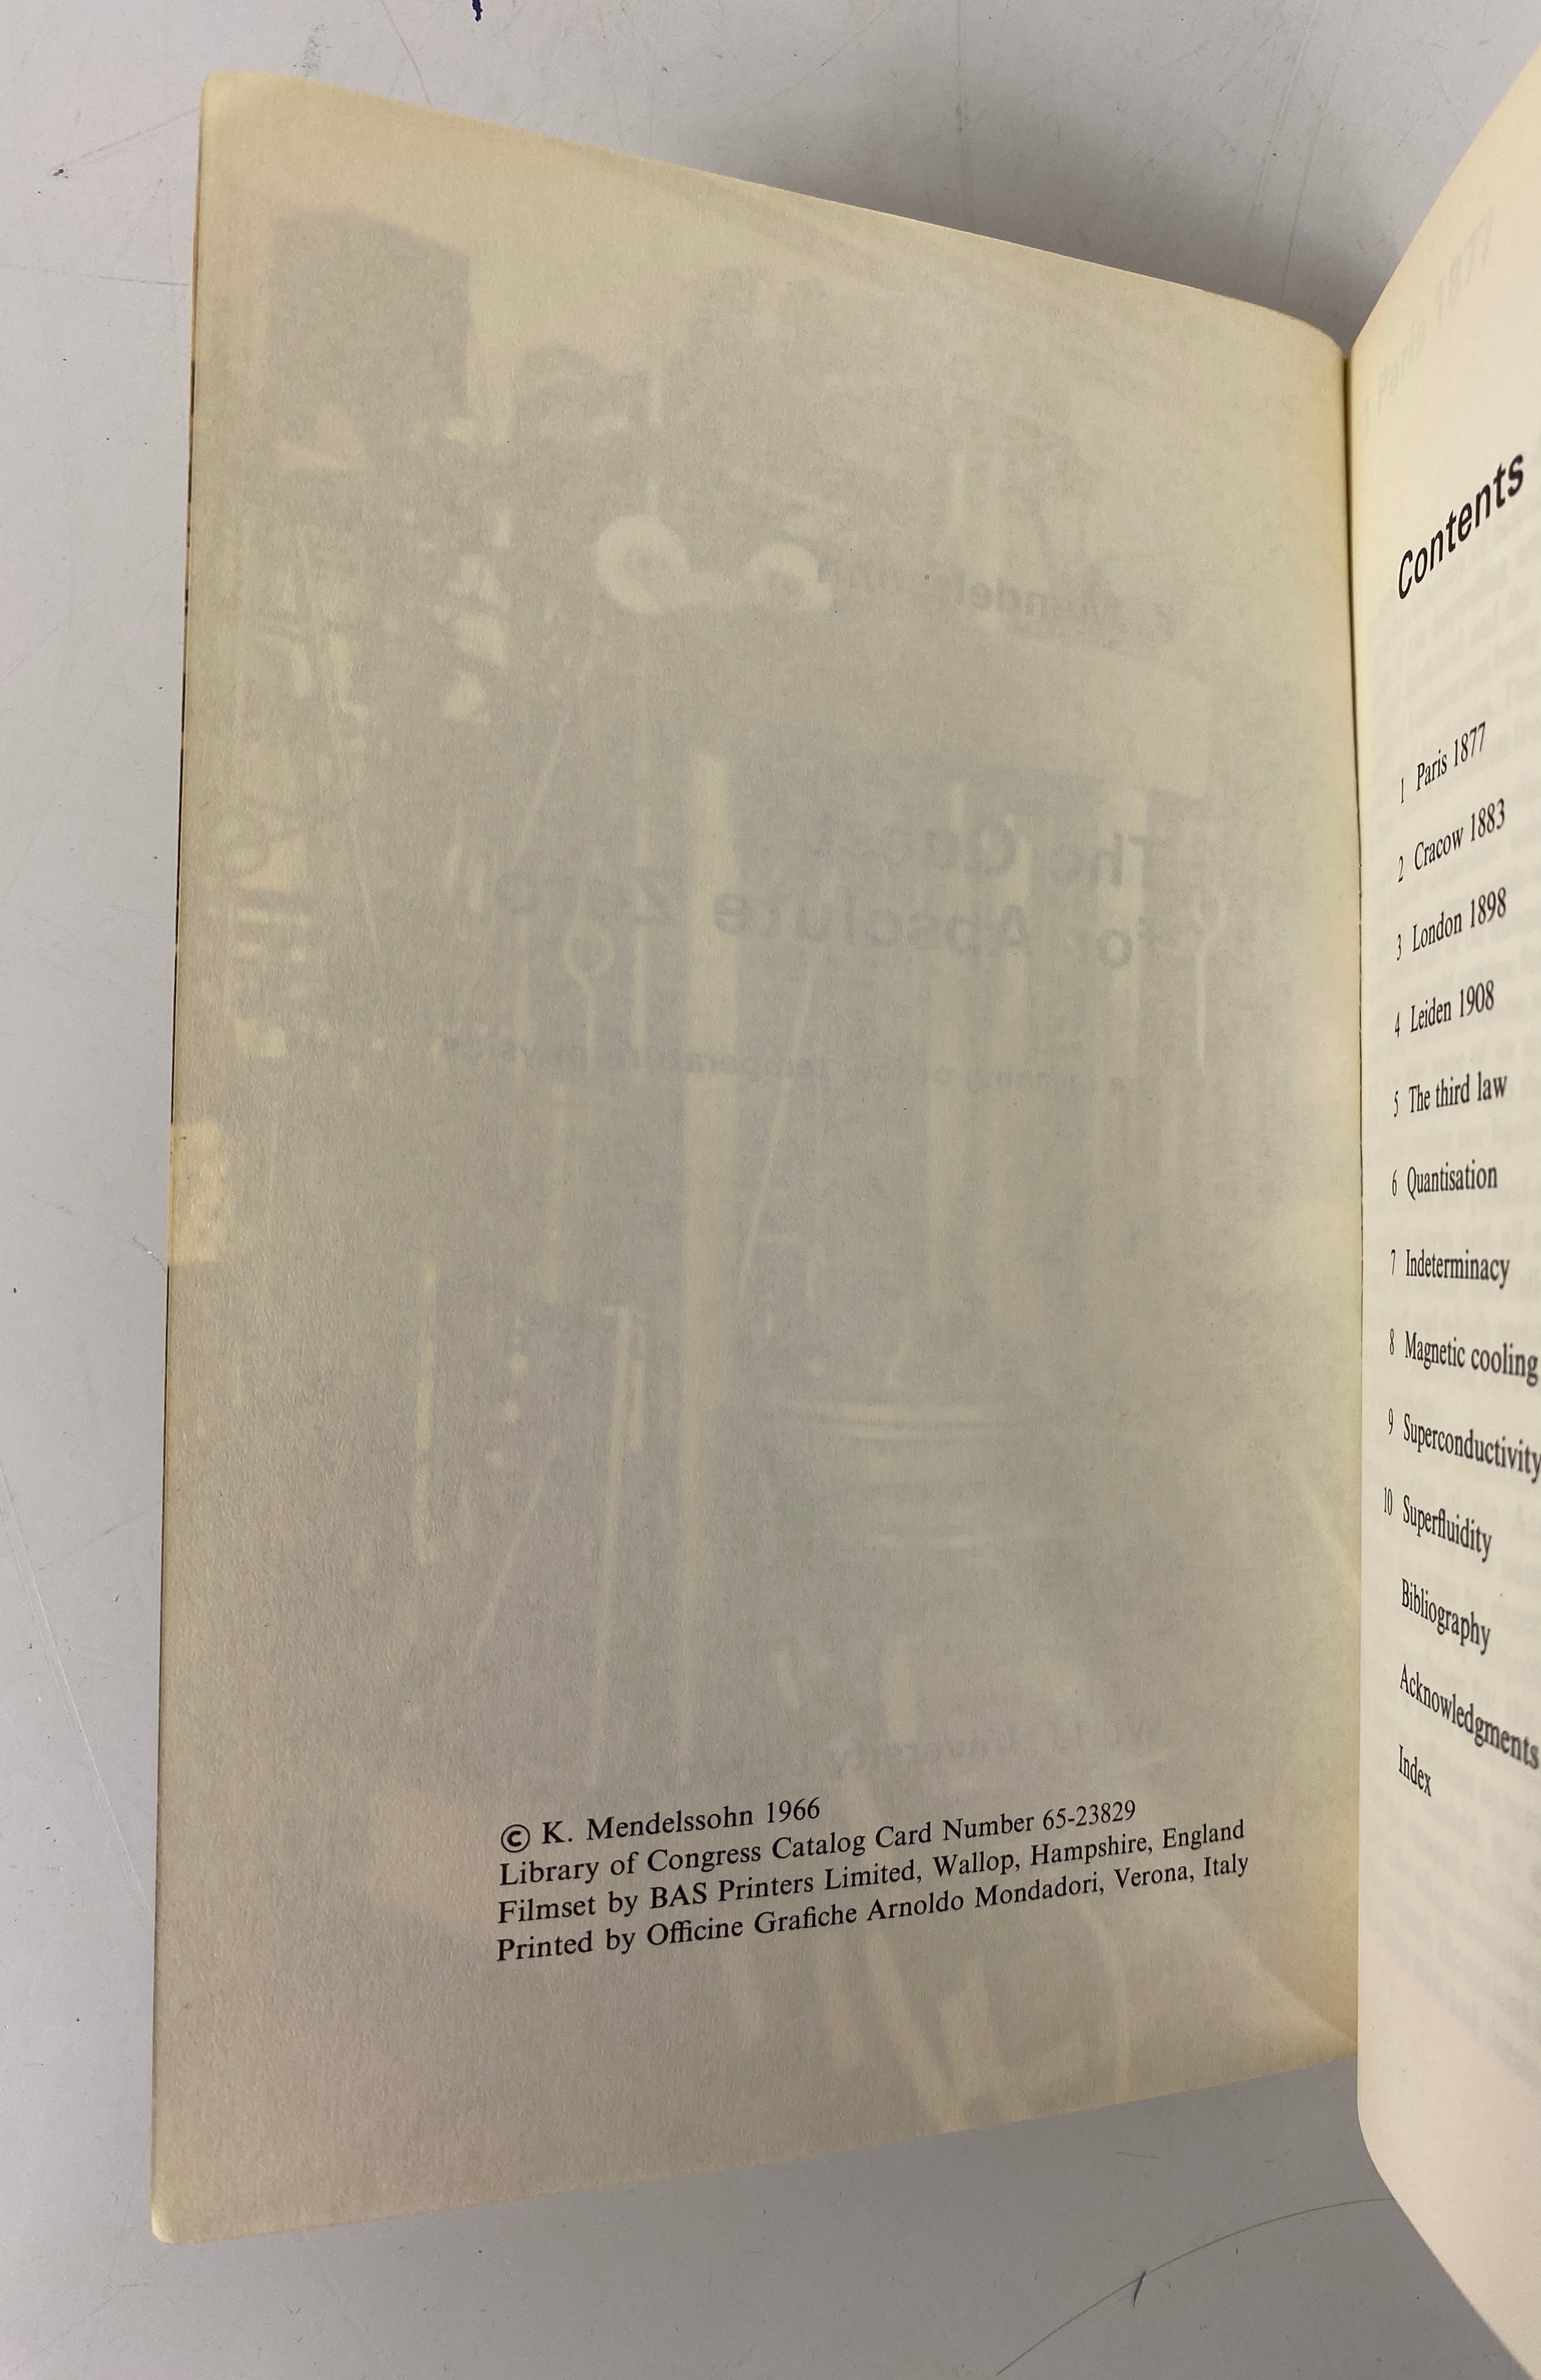 © K. Mendelssohn 1966
Library of Congress Catalog Card Number 65-23829
Filmset by BAS Printers Limited, Wallop, Hampshire, England
Printed by Officine Grafiche Arnoldo Mondadori, Verona, Italy
Contents
1 Paris 1877
2 Cracow 1883
3 London 1898
4 Leiden 1908
5 The third law
6 Quantisation
7 Indeterminacy
8 Magnetic cooling
9 Superconductivity
10 Superfluidity
Bibliography
Acknowledgments
Index